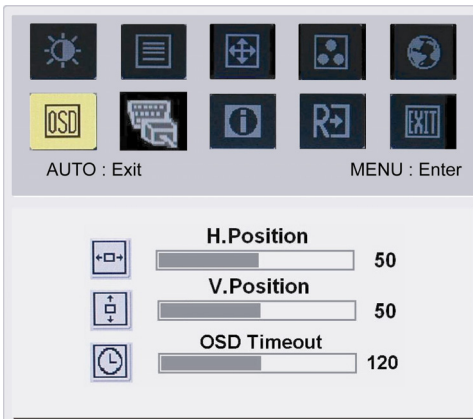 OSD
R
EXIT
AUTO : Exit MENU : Enter
H.Position
50
V.Position
50
OSD Timeout
120